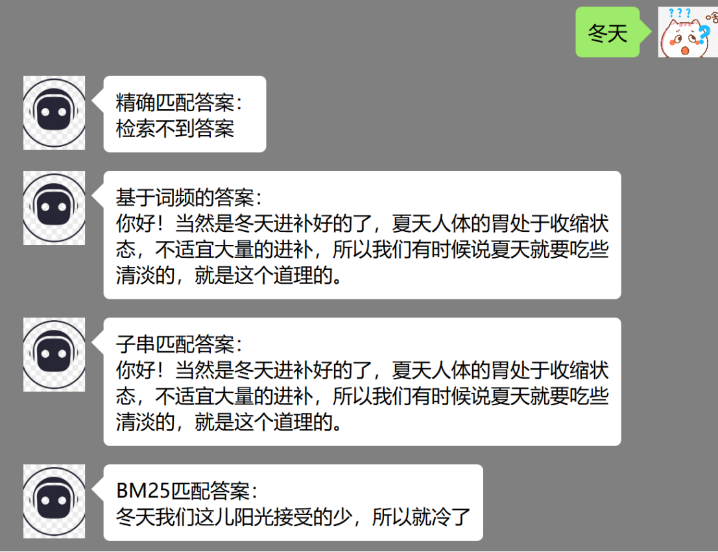 冬天
精确匹配答案：
检索不到答案
基于词频的答案：
你好！当然是冬天进补好的了，夏天人体的胃处于收缩状
态，不适宜大量的进补，所以我们有时候说夏天就要吃些
清淡的，就是这个道理的。
子串匹配答案：
你好！当然是冬天进补好的了，夏天人体的胃处于收缩状
态，不适宜大量的进补，所以我们有时候说夏天就要吃些
清淡的，就是这个道理的。
BM25匹配答案：
冬天我们这儿阳光接受的少，所以就冷了